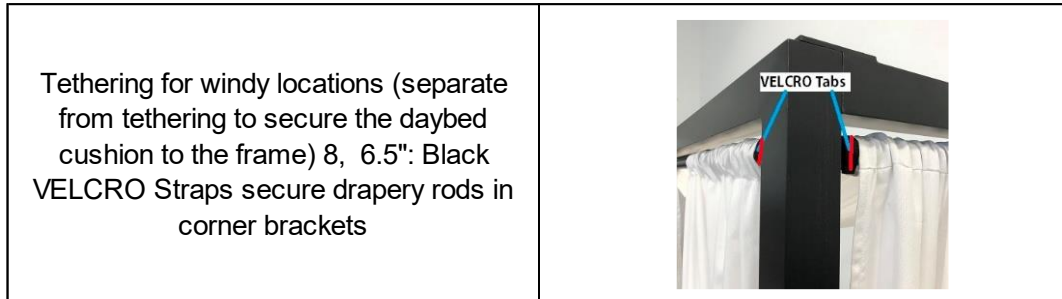 Tethering for windy locations (separate
from tethering to secure the daybed
cushion to the frame) 8,  6.5": Black
VELCRO Straps secure drapery rods in
corner brackets
VELCRO Tabs